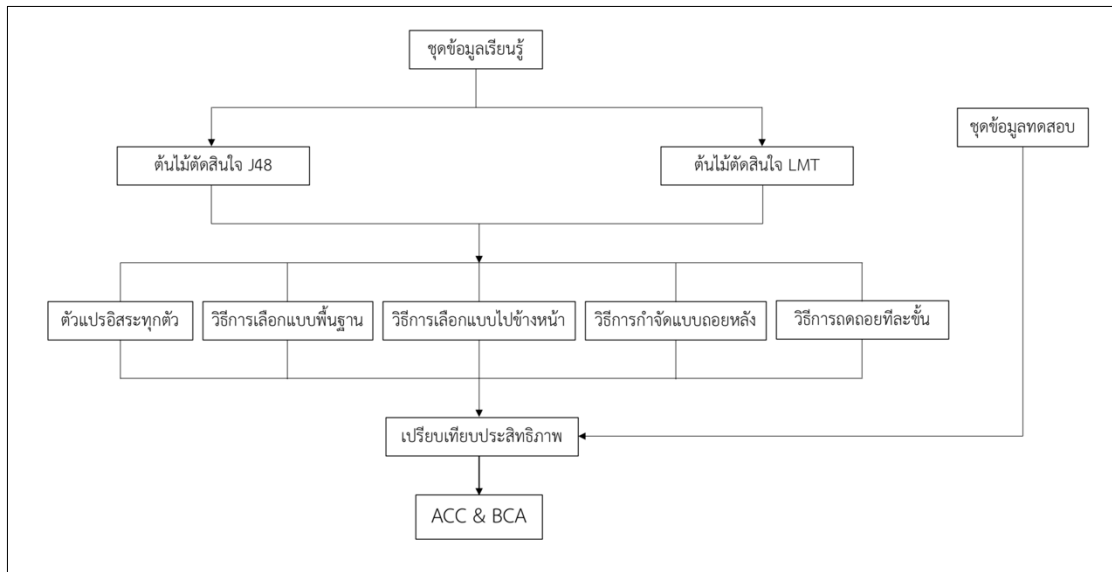 ชุดข้อมูลเรียนรู้
ชุดข้อมูลทดสอบ
ต้นไม้ตัดสินใจ J48
ต้นไม้ตัดสินใจ LMT
ตัวแปรอิสระทุกตัว
วิธีการเลือกแบบพื้นฐาน
วิธีการเลือกแบบไปข้างหน้า
วิธีการกำจัดแบบถอยหลัง
วิธีการถดถอยทีละขั้น
เปรียบเทียบประสิทธิภาพ
ACC & BCA